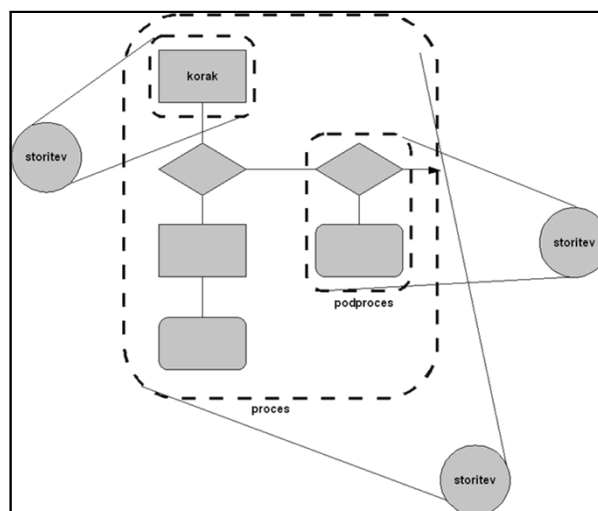 korak
storitev
storitev
podproces
proces
storitev